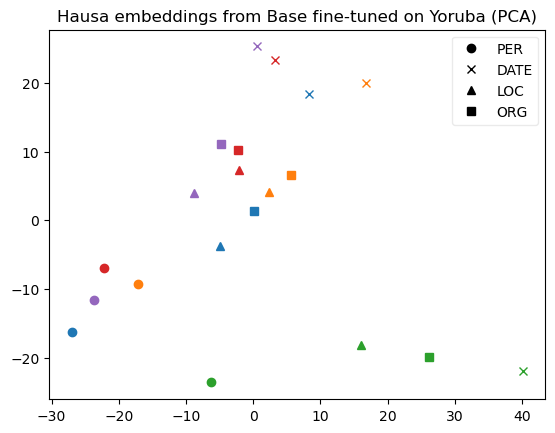 Hausa embeddings from Base fine-tuned on Yoruba (PCA)
PER
DATE
LOC
ORG
20
10
0
−10
−20
−30 −20 −10 0 10 20 30 40